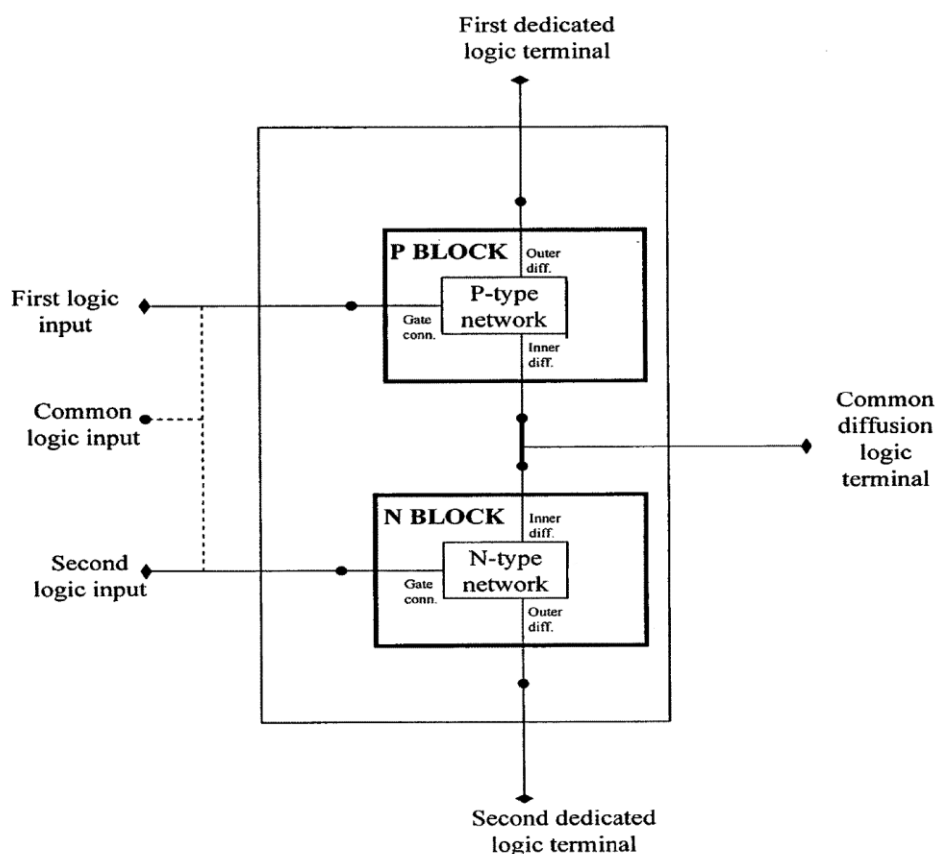 First dedicated
logic terminal
P BLOCK
Outer
diff.
P-type
network
Gate
conn.
Inner
diff.
First logic
input
Common
logic input
Common
diffusion
logic
terminal
N BLOCK
Inner
diff.
N-type
network
Gate
conn.
Outer
diff.
Second
logic input
Second dedicated
logic terminal